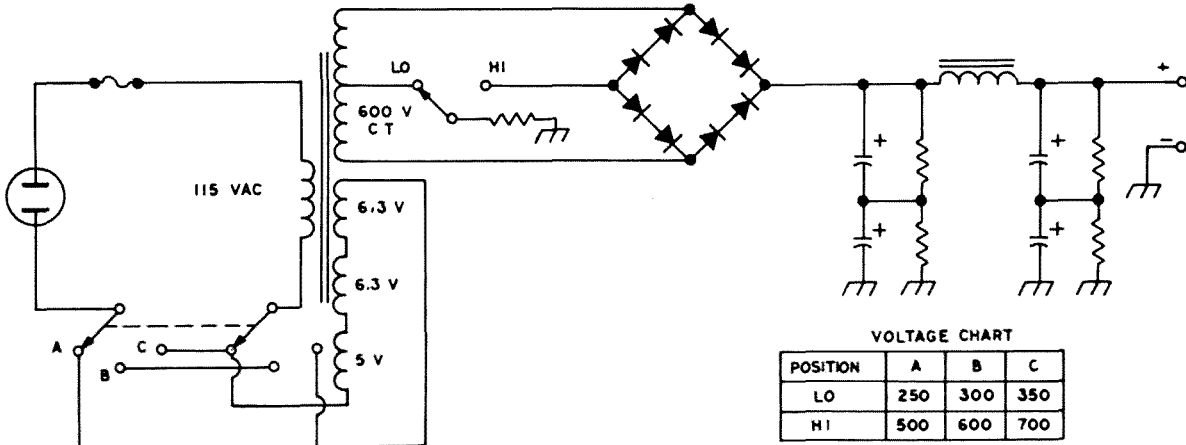 LO
HI
600 V
C T
115 VAC
6.3 V
6.3 V
5 V
A
B
C
+
+
+
+
+
−
VOLTAGE CHART
POSITION A B C
LO 250 300 350
HI 500 600 700